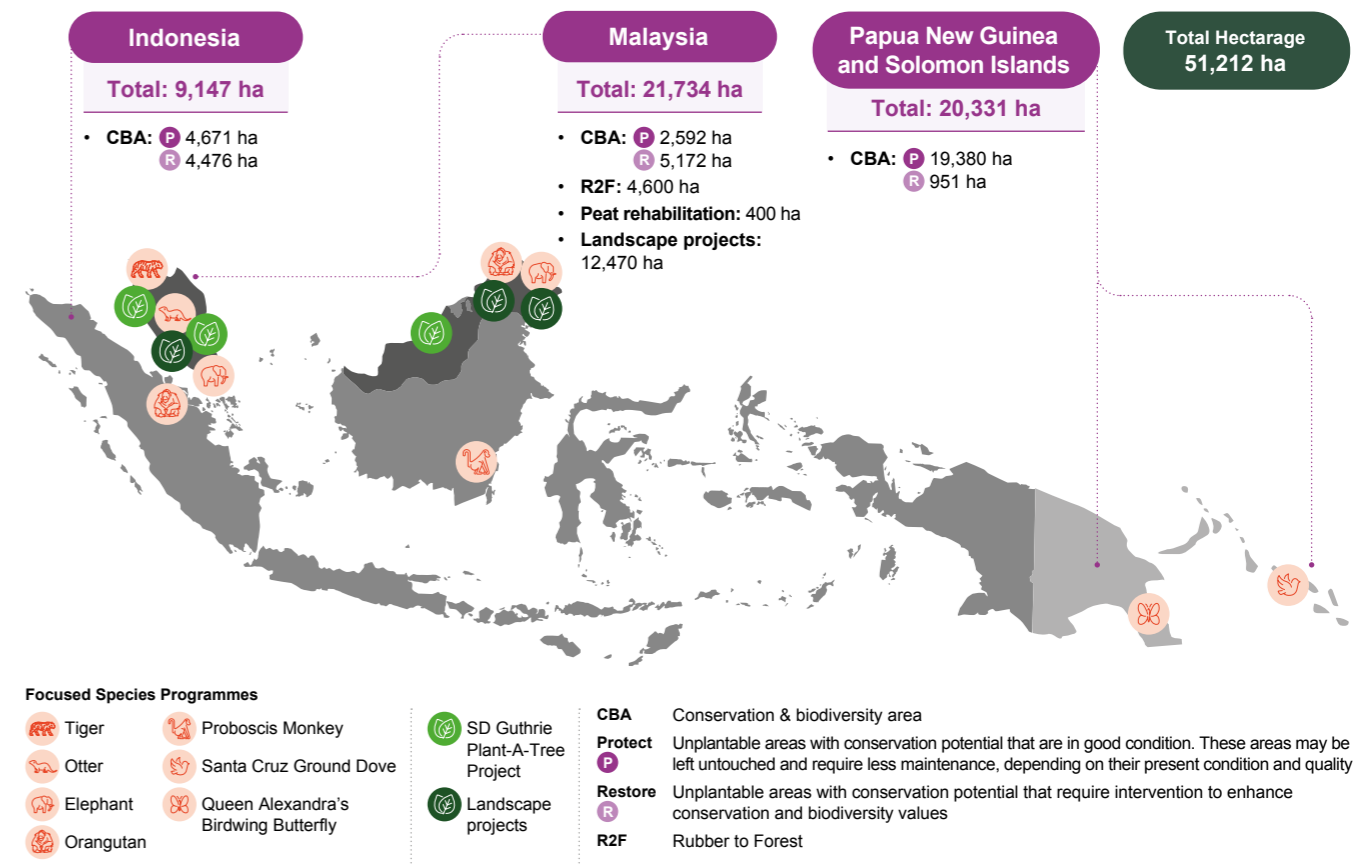 Indonesia
Total: 9,147 ha
• CBA: P 4,671 ha
R 4,476 ha
Malaysia
Total: 21,734 ha
• CBA: P 2,592 ha
R 5,172 ha
• R2F: 4,600 ha
• Peat rehabilitation: 400 ha
• Landscape projects:
12,470 ha
Papua New Guinea
and Solomon Islands
Total: 20,331 ha
• CBA: P 19,380 ha
R 951 ha
Total Hectarage
51,212 ha
Focused Species Programmes
Tiger
Otter
Elephant
Orangutan
Proboscis Monkey
Santa Cruz Ground Dove
Queen Alexandra’s
Birdwing Butterfly
SD Guthrie
Plant-A-Tree
Project
Landscape
projects
CBA Conservation & biodiversity area
Protect Unplantable areas with conservation potential that are in good condition. These areas may be
P left untouched and require less maintenance, depending on their present condition and quality
Restore Unplantable areas with conservation potential that require intervention to enhance
R conservation and biodiversity values
R2F Rubber to Forest